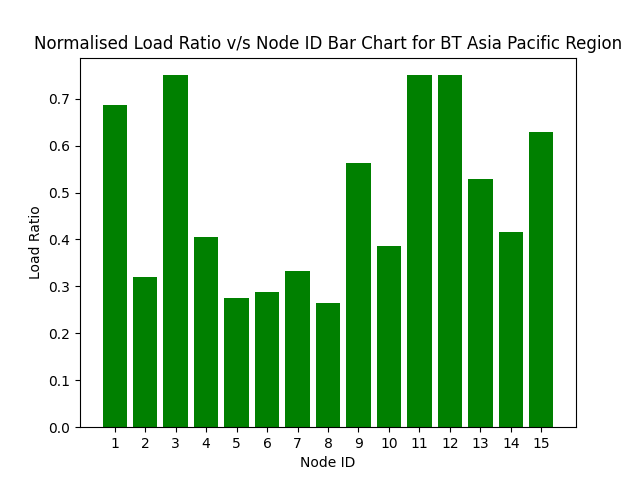 Normalised Load Ratio v/s Node ID Bar Chart for BT Asia Pacific Region
Load Ratio
0.7
0.6
0.5
0.4
0.3
0.2
0.1
0.0
1 2 3 4 5 6 7 8 9 10 11 12 13 14 15
Node ID